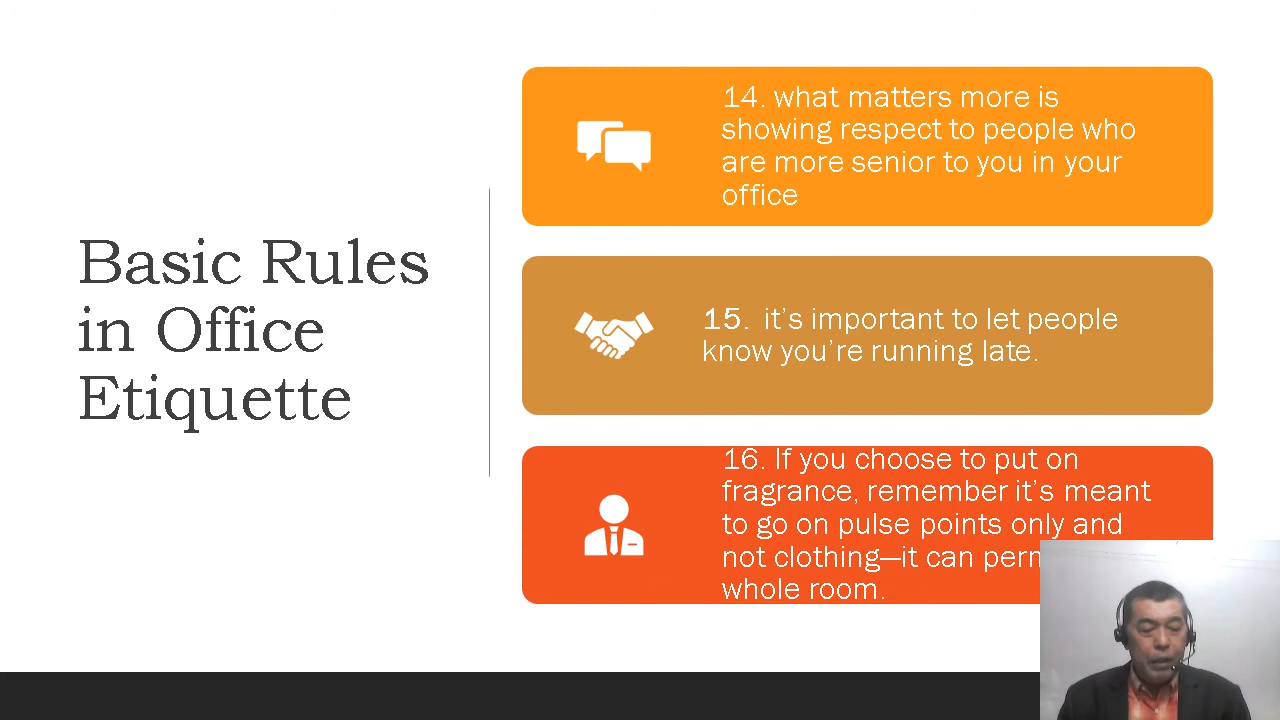 Basic Rules
in Office
Etiquette
14. what matters more is
showing respect to people who
are more senior to you in your
office
15. it’s important to let people
know you’re running late.
16. If you choose to put on
fragrance, remember it’s meant
to go on pulse points only and
not clothing—it can
whole room.